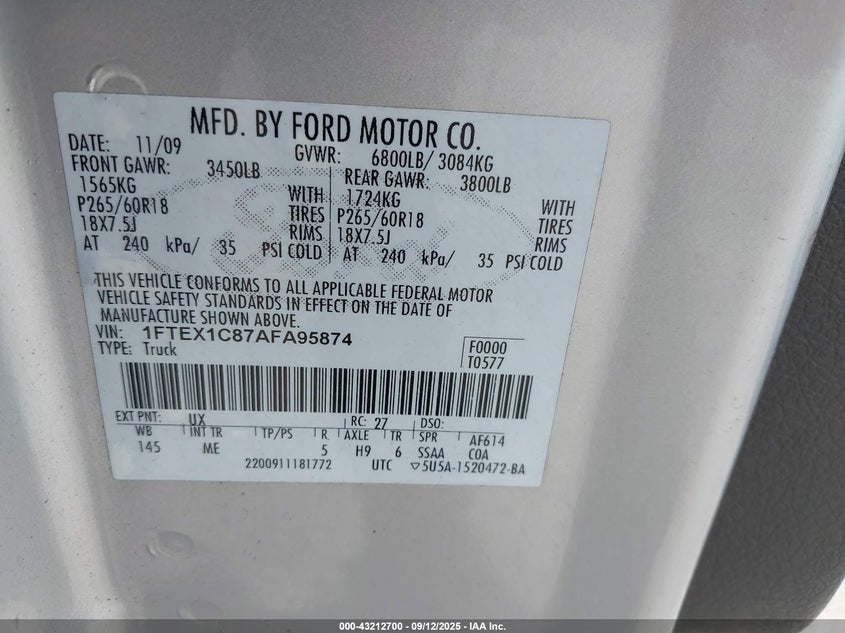 MFD. BY FORD MOTOR CO.
DATE: 11/09 GVWR: 6800LB/ 3084KG
FRONT GAWR: 3450LB REAR GAWR: 3800LB
1565KG WITH 1724KG WITH
P265/60R18 TIRES P265/60R18 TIRES
18X7.5J RIMS 18X7.5J RIMS
AT 240 kPa/ 35 PSI COLD AT 240 kPa/ 35 PSI COLD
THIS VEHICLE CONFORMS TO ALL APPLICABLE FEDERAL MOTOR
VEHICLE SAFETY STANDARDS IN EFFECT ON THE DATE OF
MANUFACTURE SHOWN ABOVE.
VIN: 1FTEX1C87AFA95874 F0000
TYPE: Truck T0577
EXT PNT: UX RC: 27 DSO:
WB INT TR TP/PS R AXLE TR SPR AF614
145 ME 5 H9 6 SSAA COA
2200911181772 UTC ▽5U5A-1520472-BA
000-43212700 - 09/12/2025 - IAA Inc.